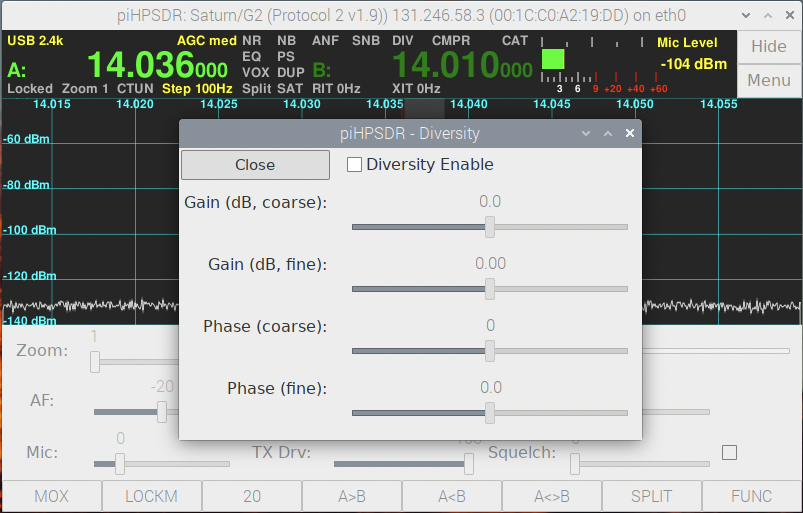 piHPSDR: Saturn/G2 (Protocol 2 v1.9)) 131.246.58.3 (00:1C:C0:A2:19:DD) on eth0
USB 2.4k AGC med NR NB ANF SNB DIV CMPR CAT Mic Level Hide
A: 14.036000 EQ PS B: 14.010000 -104 dBm
VOX DUP Menu
Locked Zoom 1 CTUN Step 100Hz Split SAT RIT 0Hz XIT 0Hz 3 6 9 +20 +40 +60
14.015 14.020 14.025 14.030 14.035 14.040 14.045 14.050 14.055
piHPSDR - Diversity
-60 dBm
Close Diversity Enable
-80 dBm
Gain (dB, coarse): 0.0
-100 dBm
Gain (dB, fine): 0.00
-120 dBm
-140 dBm
Phase (coarse): 0
Zoom: 1
Phase (fine): 0.0
AF: -20
Mic: 0 TX Drv: Squelch:
MOX LOCKM 20 A>B A<B A<>B SPLIT FUNC